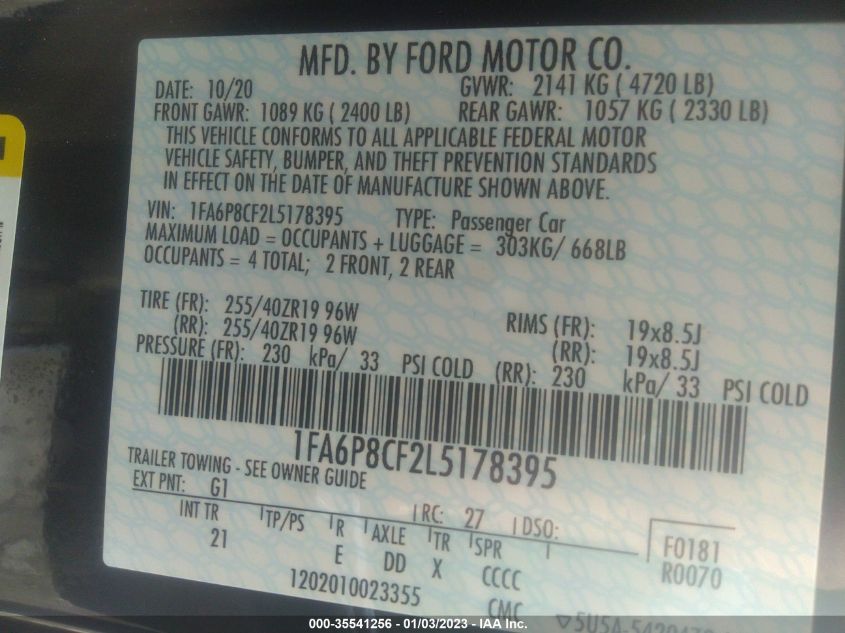 MFD. BY FORD MOTOR CO.
DATE: 10/20 GVWR: 2141 KG ( 4720 LB)
FRONT GAWR: 1089 KG ( 2400 LB) REAR GAWR: 1057 KG ( 2330 LB)
THIS VEHICLE CONFORMS TO ALL APPLICABLE FEDERAL MOTOR
VEHICLE SAFETY, BUMPER, AND THEFT PREVENTION STANDARDS
IN EFFECT ON THE DATE OF MANUFACTURE SHOWN ABOVE.
VIN: 1FA6P8CF2L5178395 TYPE: Passenger Car
MAXIMUM LOAD = OCCUPANTS + LUGGAGE = 303KG/ 668LB
OCCUPANTS = 4 TOTAL; 2 FRONT, 2 REAR
TIRE (FR): 255/40ZR19 96W RIMS (FR): 19x8.5J
(RR): 255/40ZR19 96W (RR): 19x8.5J
PRESSURE (FR): 230 kPa/ 33 PSI COLD (RR): 230 kPa/ 33 PSI COLD
1FA6P8CF2L5178395
TRAILER TOWING - SEE OWNER GUIDE
EXT PNT: G1 RC: 27 DSO:
INT TR TP/PS R AXLE TR SPR F0181
21 E DD X CCCC R0070
1202010023355 CMC
000-35541256 - 01/03/2023 - IAA Inc.